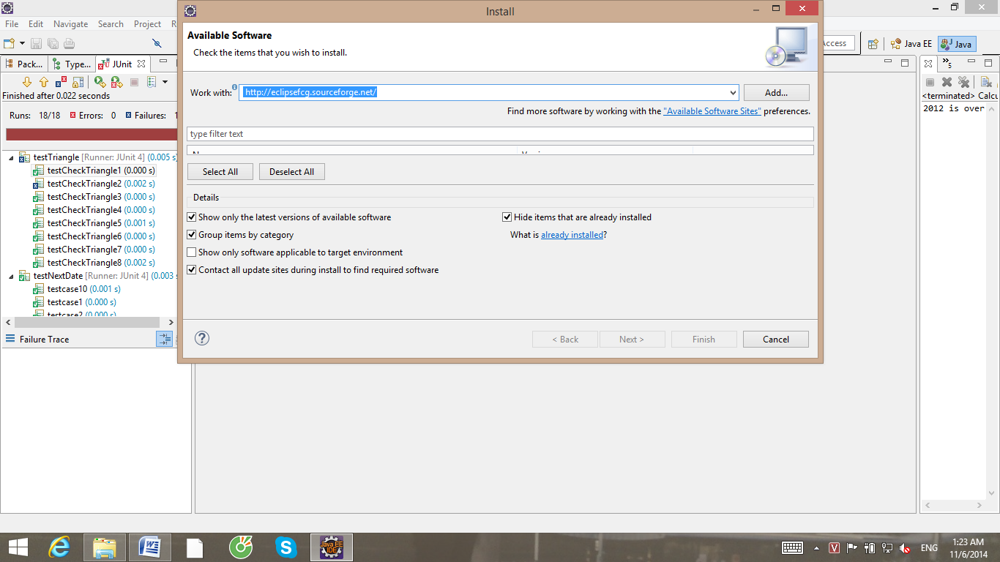 Install
File Edit Navigate Search Project R
Available Software
Check the items that you wish to install.
Access
Java EE
Java
Pack...
Type...
JUnit
5
Work with:
http://eclipsefcg.sourceforge.net/
Add...
Finished after 0.022 seconds
<terminated> Calcu
2012 is over
Find more software by working with the "Available Software Sites" preferences.
Runs: 18/18
Errors: 0
Failures: 1
type filter text
testTriangle [Runner: JUnit 4] (0.005 s)
testCheckTriangle1 (0.000 s)
testCheckTriangle2 (0.002 s)
testCheckTriangle3 (0.000 s)
testCheckTriangle4 (0.000 s)
testCheckTriangle5 (0.001 s)
testCheckTriangle6 (0.000 s)
testCheckTriangle7 (0.000 s)
testCheckTriangle8 (0.002 s)
testNextDate [Runner: JUnit 4] (0.003 s
testcase10 (0.001 s)
testcase1 (0.000 s)
testcase2 (0.000 s)
Failure Trace
Select All
Deselect All
Details
Show only the latest versions of available software
Hide items that are already installed
Group items by category
What is already installed?
Show only software applicable to target environment
Contact all update sites during install to find required software
?
< Back
Next >
Finish
Cancel
Java EE
IDE
V
ENG
1:23 AM
11/6/2014